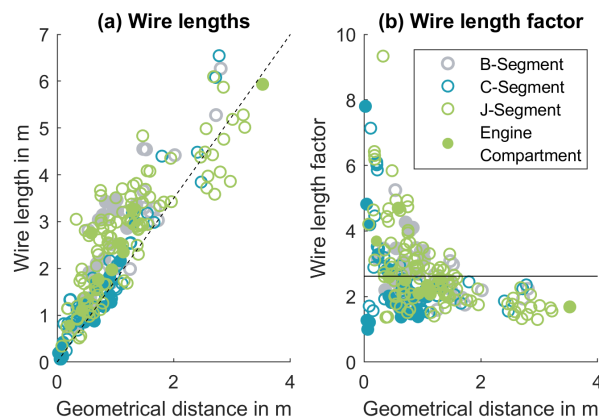 (a) Wire lengths
7
6
5
4
3
2
1
0
0 2 4
Wire length in m
Geometrical distance in m
(b) Wire length factor
10
8
6
4
2
0
0 2 4
Wire length factor
Geometrical distance in m
B-Segment
C-Segment
J-Segment
Engine
Compartment